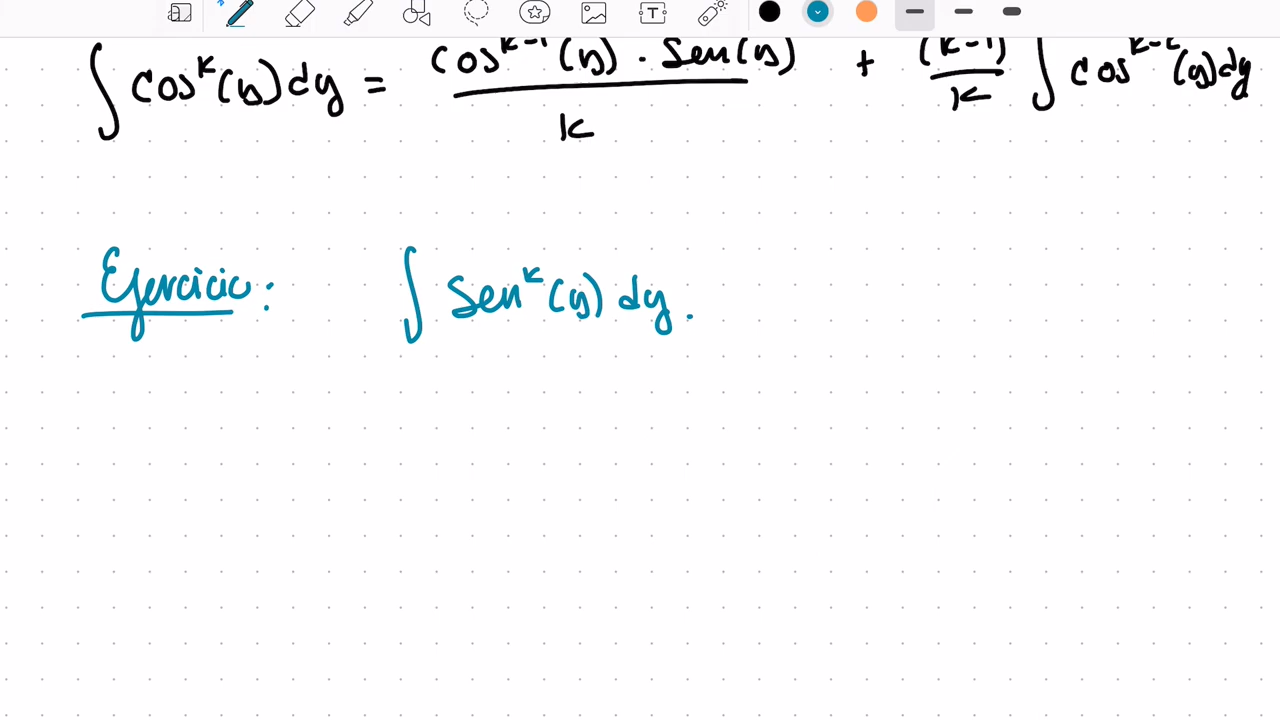 ∫ cos^k(y) dy = (cos^{k-1}(y) · Sen(y)) / k + ((k-1) / k) ∫ cos^{k-2}(y) dy
Ejercicio: ∫ Sen^k(y) dy.